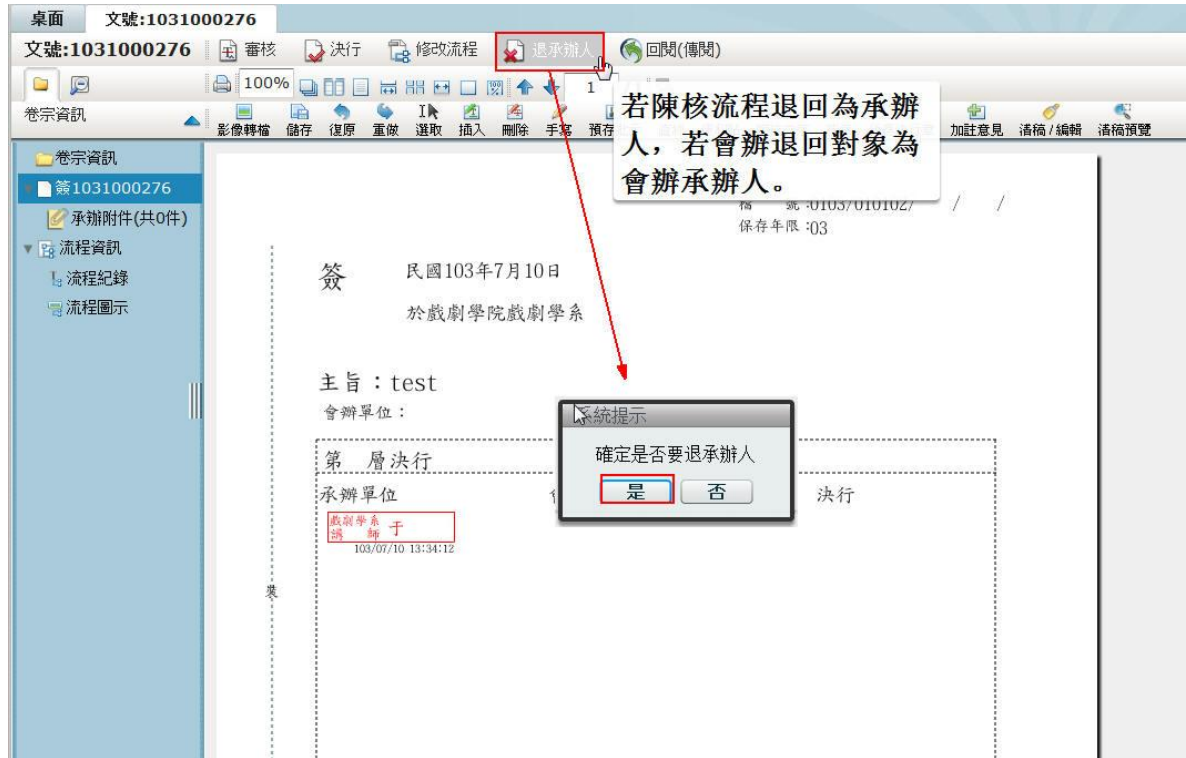 桌面 文號:1031000276
文號:1031000276 審核 決行 修改流程 退承辦人 回閱(傳閱)
100% 1
卷宗資訊 影像轉檔 儲存 復原 重做 選取 插入 刪除 手寫 預存 加註意見 清稿/編輯 清稿預覽
若陳核流程退回為承辦
人，若會辦退回對象為
會辦承辦人。
卷宗資訊
簽1031000276
承辦附件(共0件)
流程資訊
流程紀錄
流程圖示
檔 號:0103/010102/ / /
保存年限:03
簽 民國103年7月10日
於戲劇學院戲劇學系
主旨：test
會辦單位：
系統提示
確定是否要退承辦人
是 否
第 層決行
承辦單位 決行
戲劇學系
講 師 于
103/07/10 13:34:12
裝